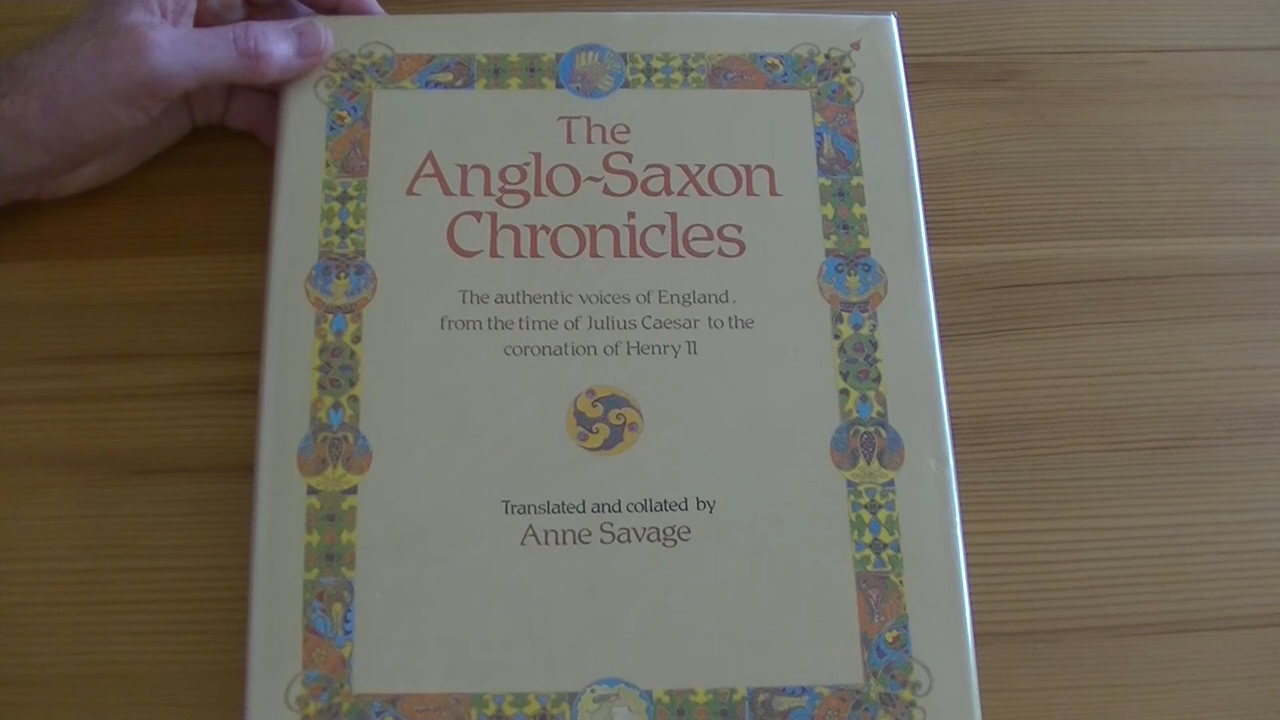 The
Anglo-Saxon
Chronicles
The authentic voices of England,
from the time of Julius Caesar to the
coronation of Henry II
Translated and collated by
Anne Savage